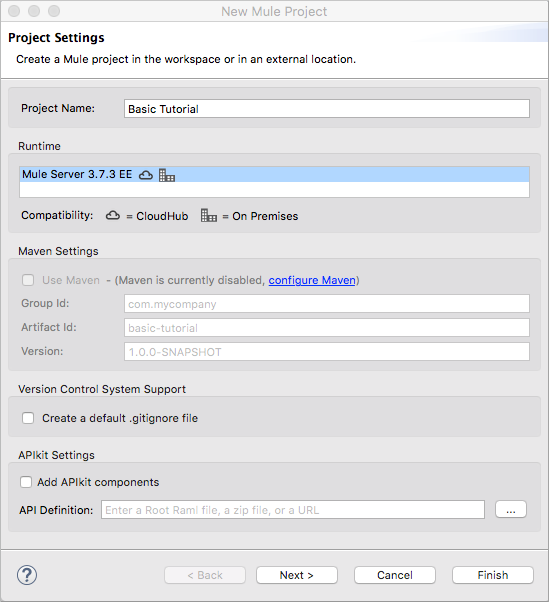 New Mule Project
Project Settings
Create a Mule project in the workspace or in an external location.
Project Name: Basic Tutorial
Runtime
Mule Server 3.7.3 EE
Compatibility: = CloudHub = On Premises
Maven Settings
Use Maven - (Maven is currently disabled, configure Maven)
Group Id: com.mycompany
Artifact Id: basic-tutorial
Version: 1.0.0-SNAPSHOT
Version Control System Support
Create a default .gitignore file
APIkit Settings
Add APIkit components
API Definition: Enter a Root Raml file, a zip file, or a URL ...
? < Back Next > Cancel Finish